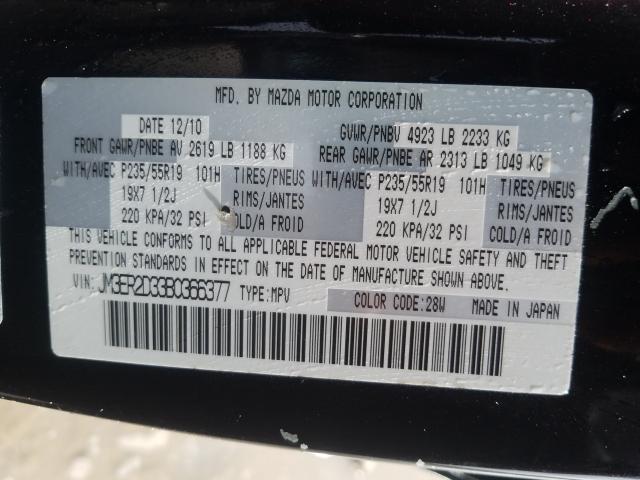 MFD. BY MAZDA MOTOR CORPORATION
DATE 12/10 GVWR/PNBV 4923 LB 2233 KG
FRONT GAWR/PNBE AV 2619 LB 1188 KG REAR GAWR/PNBE AR 2313 LB 1049 KG
WITH/AVEC P235/55R19 101H TIRES/PNEUS WITH/AVEC P235/55R19 101H TIRES/PNEUS
19X7 1/2J RIMS/JANTES 19X7 1/2J RIMS/JANTES
220 KPA/32 PSI COLD/A FROID 220 KPA/32 PSI COLD/A FROID
THIS VEHICLE CONFORMS TO ALL APPLICABLE FEDERAL MOTOR VEHICLE SAFETY AND THEFT
PREVENTION STANDARDS IN EFFECT ON THE DATE OF MANUFACTURE SHOWN ABOVE.
VIN: JM3ER2D33B0366377 TYPE:MPV COLOR CODE:28W MADE IN JAPAN